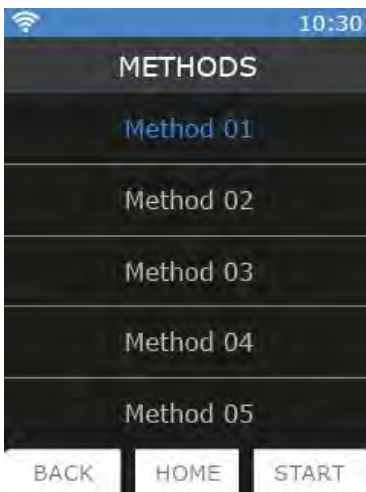 10:30
METHODS
Method 01
Method 02
Method 03
Method 04
Method 05
BACK HOME START